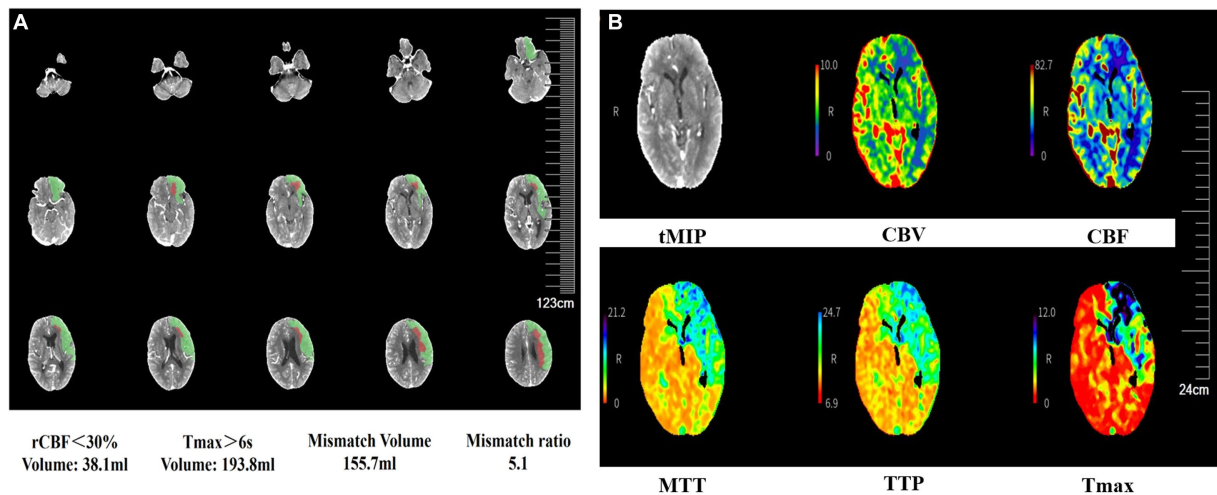 A
123cm
rCBF＜30%
Volume: 38.1ml
Tmax＞6s
Volume: 193.8ml
Mismatch Volume
155.7ml
Mismatch ratio
5.1
B
R
10.0
R
0
82.7
R
0
tMIP
CBV
CBF
21.2
R
0
24.7
R
6.9
12.0
R
0
24cm
MTT
TTP
Tmax